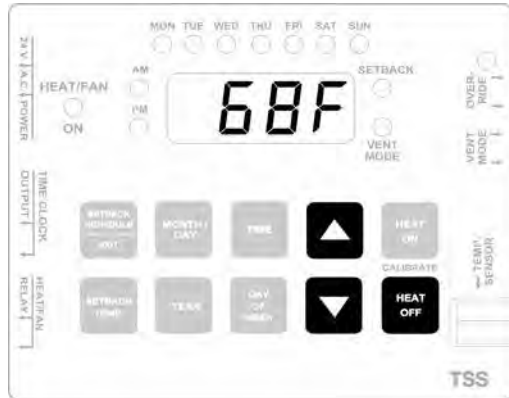 MON TUE WED THU FRI SAT SUN
24 V. A.C. POWER
HEAT/FAN
ON
AM
PM
68F
SETBACK
VENT
MODE
OVER-
RIDE
VENT
MODE
TIME CLOCK
OUTPUT
SETBACK
SCHEDULE
MONTH /
DAY
TIME
HEAT
ON
CALIBRATE
TEMP.
SENSOR
HEAT/FAN
RELAY
SETBACK
TEMP
YEAR
DAY
OF
WEEK
HEAT
OFF
TSS